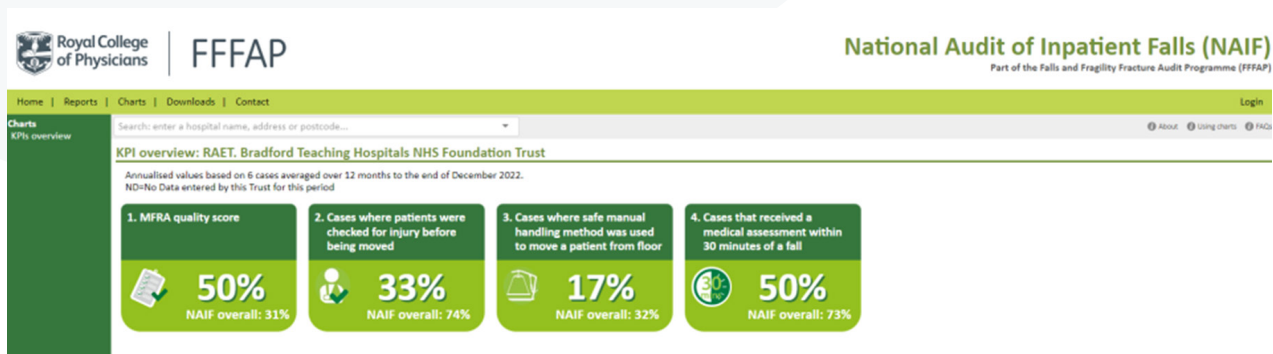 Royal College
of Physicians
FFFAP
National Audit of Inpatient Falls (NAIF)
Part of the Falls and Fragility Fracture Audit Programme (FFFAP)
Home | Reports | Charts | Downloads | Contact
Login
Charts
KPIs overview
Search: enter a hospital name, address or postcode...
About Using charts FAQs
KPI overview: RAET. Bradford Teaching Hospitals NHS Foundation Trust
Annualised values based on 6 cases averaged over 12 months to the end of December 2022.
ND=No Data entered by this Trust for this period
1. MFRA quality score
50%
NAIF overall: 31%
2. Cases where patients were
checked for injury before
being moved
33%
NAIF overall: 74%
3. Cases where safe manual
handling method was used
to move a patient from floor
17%
NAIF overall: 32%
4. Cases that received a
medical assessment within
30 minutes of a fall
30
50%
NAIF overall: 73%